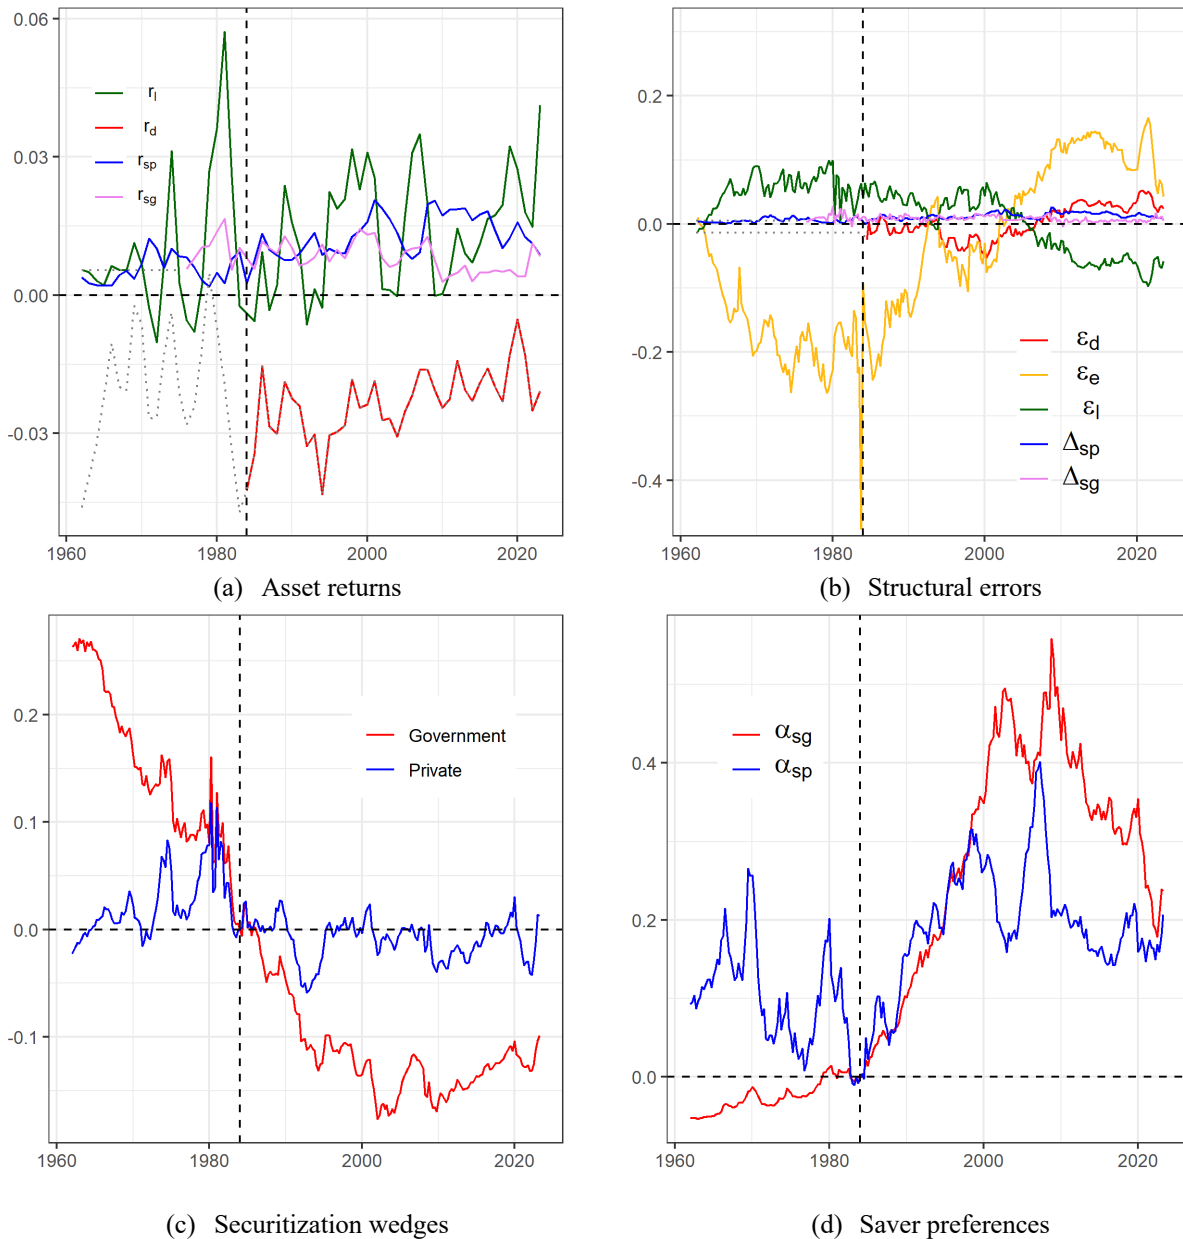 0.06
0.03
0.00
-0.03
r_l
r_d
r_sp
r_sg
1960 1980 2000 2020
(a) Asset returns
0.2
0.0
-0.2
-0.4
ε_d
ε_e
ε_l
Δ_sp
Δ_sg
1960 1980 2000 2020
(b) Structural errors
0.2
0.1
0.0
-0.1
Government
Private
1960 1980 2000 2020
(c) Securitization wedges
0.4
0.2
0.0
α_sg
α_sp
1960 1980 2000 2020
(d) Saver preferences